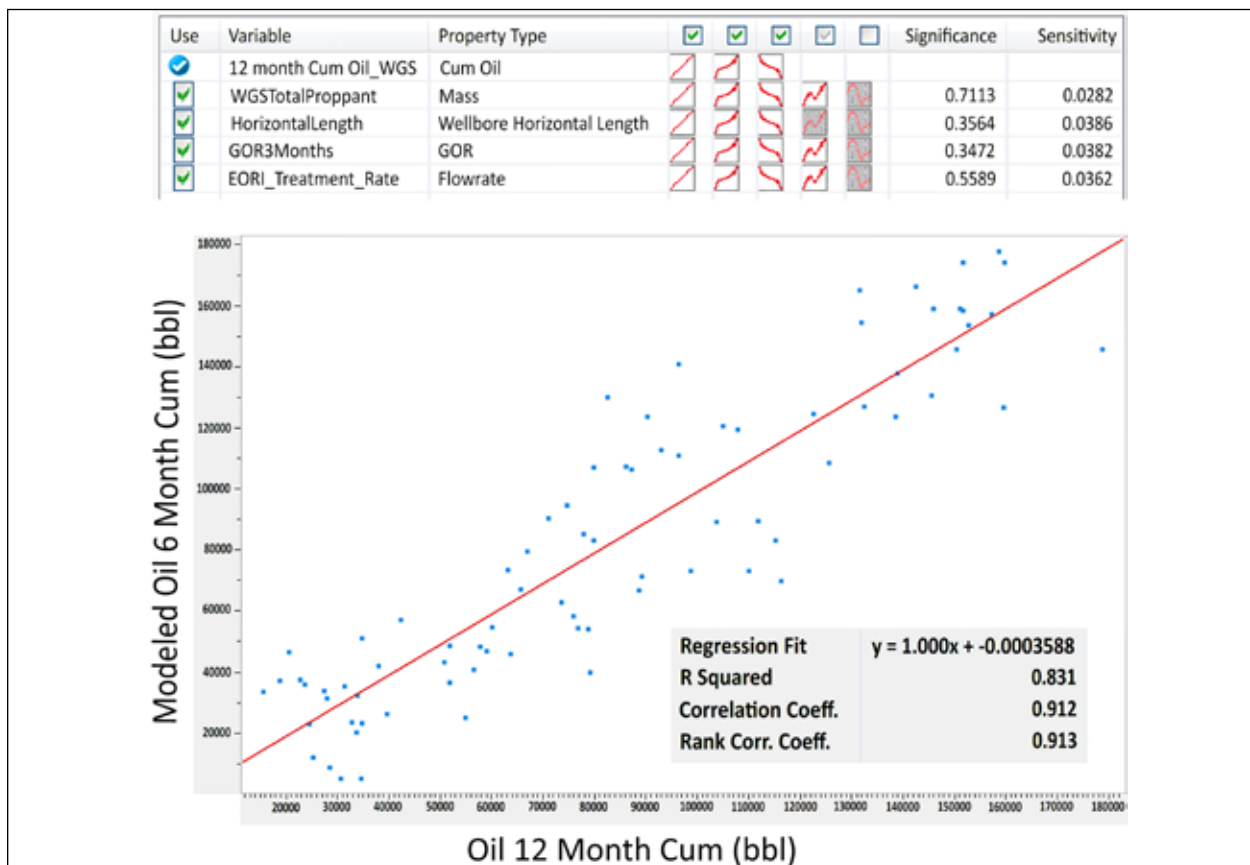 Use Variable Property Type Significance Sensitivity
12 month Cum Oil_WGS Cum Oil
WGSTotalProppant Mass 0.7113 0.0282
HorizontalLength Wellbore Horizontal Length 0.3564 0.0386
GOR3Months GOR 0.3472 0.0382
EORI_Treatment_Rate Flowrate 0.5589 0.0362
Modeled Oil 6 Month Cum (bbl)
180000
160000
140000
120000
100000
80000
60000
40000
20000
Regression Fit y = 1.000x + -0.0003588
R Squared 0.831
Correlation Coeff. 0.912
Rank Corr. Coeff. 0.913
20000 30000 40000 50000 60000 70000 80000 90000 100000 110000 120000 130000 140000 150000 160000 170000 180000
Oil 12 Month Cum (bbl)